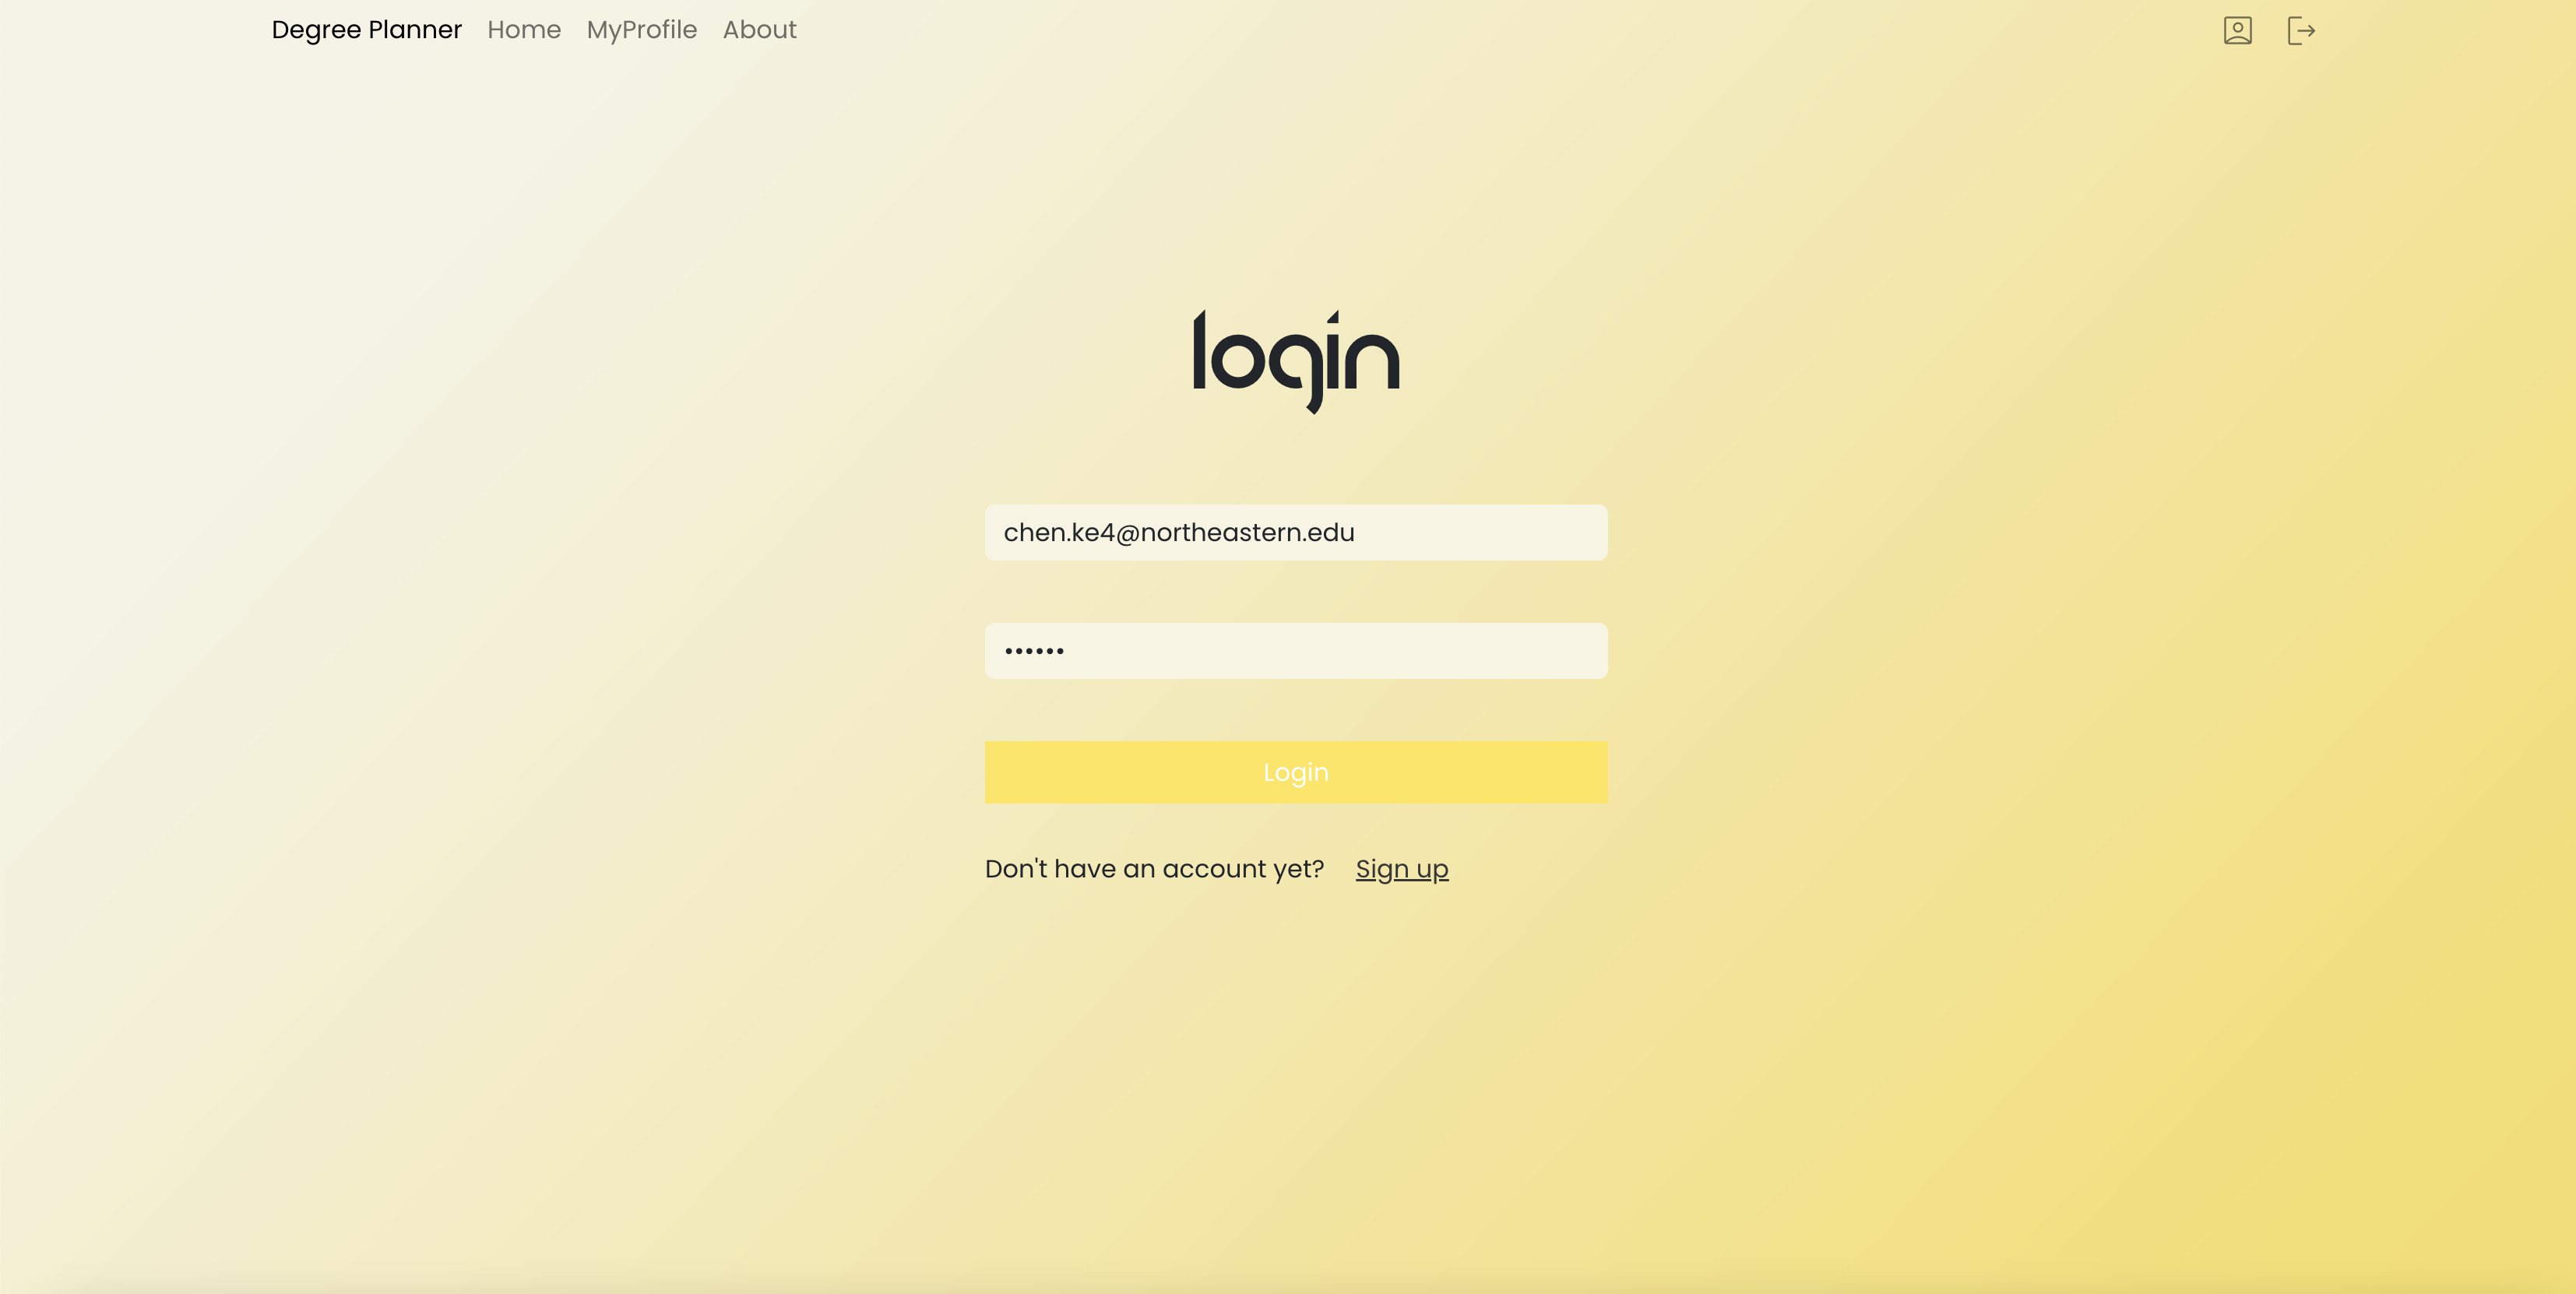 Degree Planner Home MyProfile About
login
chen.ke4@northeastern.edu
••••••
Login
Don't have an account yet? Sign up